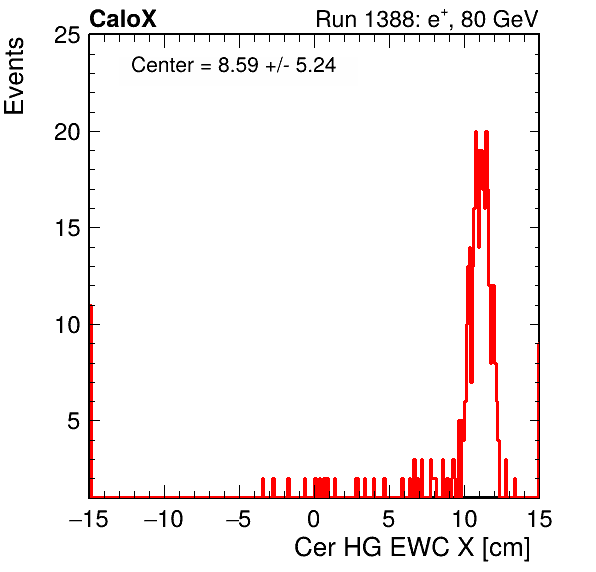 CaloX Run 1388: e⁺, 80 GeV
Center = 8.59 +/- 5.24
Events
25
20
15
10
5
−15 −10 −5 0 5 10 15
Cer HG EWC X [cm]